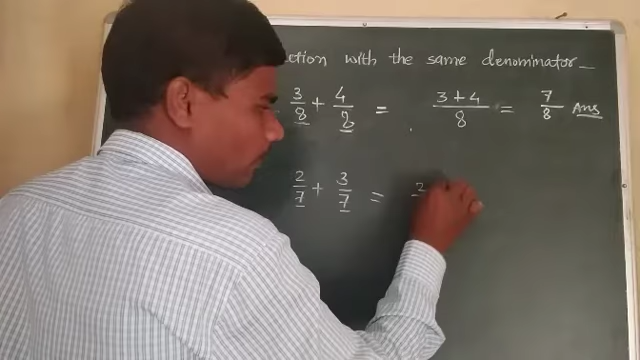 ction with the same denominator
3/8 + 4/8 = 3+4/8 = 7/8 Ans
2/7 + 3/7 = 2